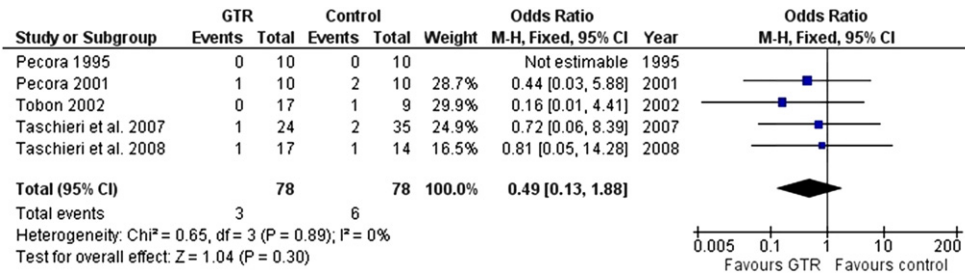 GTR Control Odds Ratio Odds Ratio
Study or Subgroup Events Total Events Total Weight M-H, Fixed, 95% CI Year M-H, Fixed, 95% CI
Pecora 1995 0 10 0 10 Not estimable 1995
Pecora 2001 1 10 2 10 28.7% 0.44 [0.03, 5.88] 2001
Tobon 2002 0 17 1 9 29.9% 0.16 [0.01, 4.41] 2002
Taschieri et al. 2007 1 24 2 35 24.9% 0.72 [0.06, 8.39] 2007
Taschieri et al. 2008 1 17 1 14 16.5% 0.81 [0.05, 14.28] 2008
Total (95% CI) 78 78 100.0% 0.49 [0.13, 1.88]
Total events 3 6
Heterogeneity: Chi² = 0.65, df = 3 (P = 0.89); I² = 0%
Test for overall effect: Z = 1.04 (P = 0.30)
0.005 0.1 1 10 200
Favours GTR Favours control